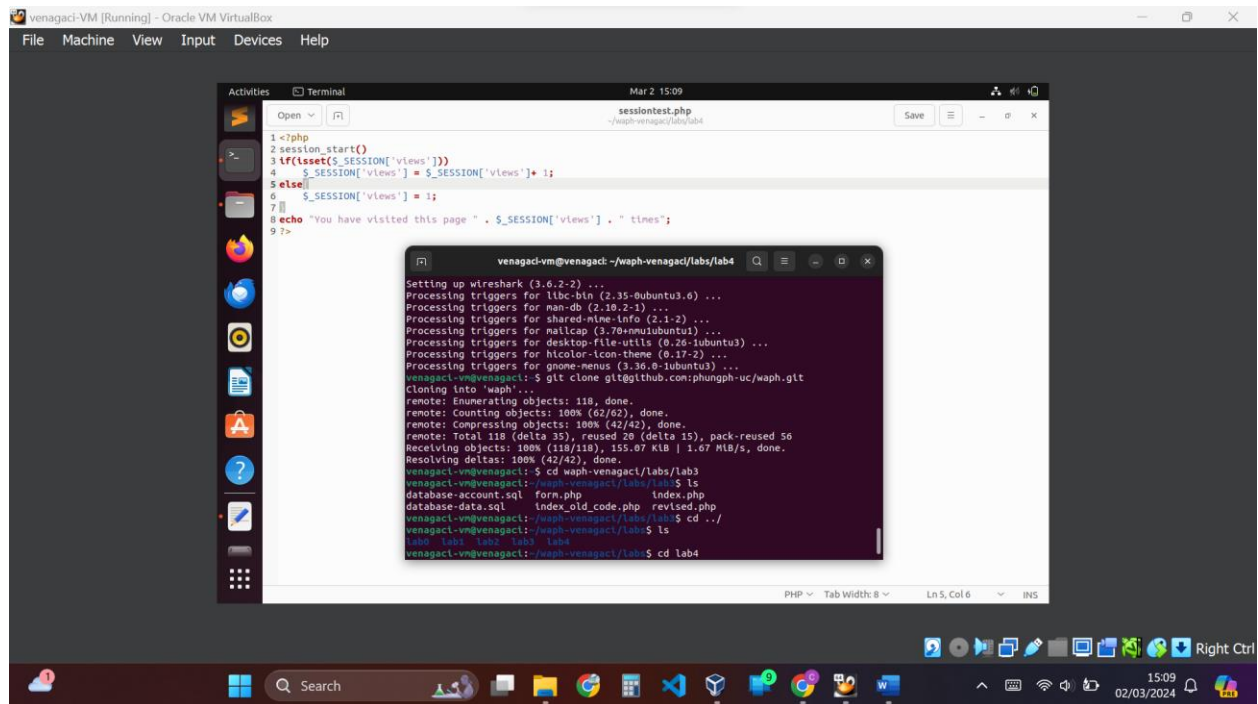 venagaci-VM [Running] - Oracle VM VirtualBox
File Machine View Input Devices Help
Activities Terminal Mar 2 15:09
Open sessiontest.php Save
~/waph-venagaci/labs/lab4
1 <?php
2 session_start()
3 if(isset($_SESSION['views']))
4 $_SESSION['views'] = $_SESSION['views']+ 1;
5 else{
6 $_SESSION['views'] = 1;
7 }
8 echo "You have visited this page " . $_SESSION['views'] . " times";
9 ?>
venagaci-vm@venagaci: ~/waph-venagaci/labs/lab4
Setting up wireshark (3.6.2-2) ...
Processing triggers for libc-bin (2.35-0ubuntu3.6) ...
Processing triggers for man-db (2.10.2-1) ...
Processing triggers for shared-mime-info (2.1-2) ...
Processing triggers for mailcap (3.70+nmu1ubuntu1) ...
Processing triggers for desktop-file-utils (0.26-1ubuntu3) ...
Processing triggers for hicolor-icon-theme (0.17-2) ...
Processing triggers for gnome-menus (3.36.0-1ubuntu3) ...
venagaci-vm@venagaci:~$ git clone git@github.com:phungph-uc/waph.git
Cloning into 'waph'...
remote: Enumerating objects: 118, done.
remote: Counting objects: 100% (62/62), done.
remote: Compressing objects: 100% (42/42), done.
remote: Total 118 (delta 35), reused 20 (delta 15), pack-reused 56
Receiving objects: 100% (118/118), 155.07 KiB | 1.67 MiB/s, done.
Resolving deltas: 100% (42/42), done.
venagaci-vm@venagaci:~$ cd waph-venagaci/labs/lab3
venagaci-vm@venagaci:~/waph-venagaci/labs/lab3$ ls
database-account.sql form.php index.php
database-data.sql index_old_code.php revised.php
venagaci-vm@venagaci:~/waph-venagaci/labs/lab3$ cd ../
venagaci-vm@venagaci:~/waph-venagaci/labs$ ls
lab0 lab1 lab2 lab3 lab4
venagaci-vm@venagaci:~/waph-venagaci/labs$ cd lab4
PHP Tab Width: 8 Ln 5, Col 6 INS
Right Ctrl
1 Search 9 15:09
02/03/2024